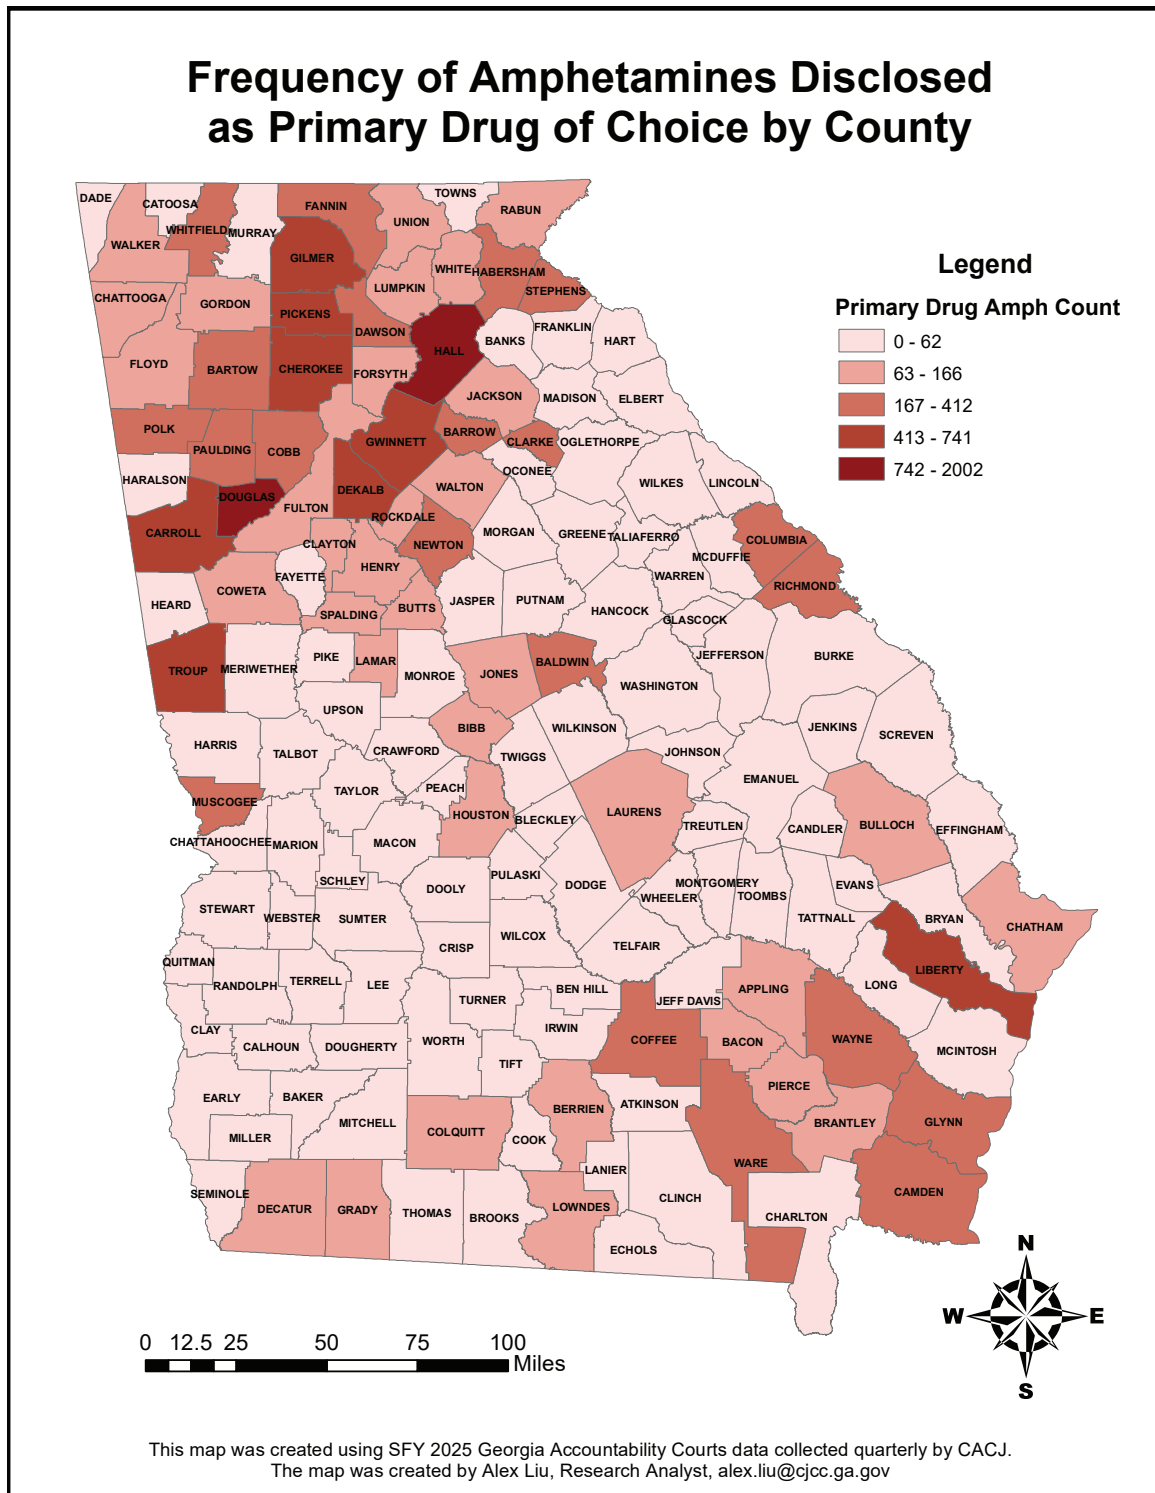 Frequency of Amphetamines Disclosed
as Primary Drug of Choice by County
DADE
CATOOSA
WHITFIELD
MURRAY
FANNIN
TOWNS
RABUN
UNION
WALKER
GILMER
WHITE
HABERSHAM
STEPHENS
LUMPKIN
CHATTOOGA
GORDON
PICKENS
DAWSON
HALL
BANKS
FRANKLIN
HART
FLOYD
BARTOW
CHEROKEE
FORSYTH
JACKSON
MADISON
ELBERT
POLK
PAULDING
COBB
GWINNETT
BARROW
CLARKE
OGLETHORPE
HARALSON
DOUGLAS
DEKALB
WALTON
OCONEE
WILKES
LINCOLN
FULTON
ROCKDALE
CARROLL
CLAYTON
NEWTON
MORGAN
GREENE
TALIAFERRO
MCDUFFIE
COLUMBIA
HENRY
FAYETTE
WARREN
RICHMOND
HEARD
COWETA
SPALDING
BUTTS
JASPER
PUTNAM
HANCOCK
GLASCOCK
TROUP
MERIWETHER
PIKE
LAMAR
MONROE
JONES
BALDWIN
WASHINGTON
JEFFERSON
BURKE
UPSON
BIBB
WILKINSON
JENKINS
SCREVEN
HARRIS
TALBOT
CRAWFORD
TWIGGS
JOHNSON
EMANUEL
MUSCOGEE
TAYLOR
PEACH
HOUSTON
BLECKLEY
LAURENS
TREUTLEN
CANDLER
BULLOCH
EFFINGHAM
CHATTAHOOCHEE
MARION
MACON
SCHLEY
DOOLY
PULASKI
DODGE
WHEELER
MONTGOMERY
TOOMBS
EVANS
TATTNALL
BRYAN
CHATHAM
STEWART
WEBSTER
SUMTER
CRISP
WILCOX
TELFAIR
LIBERTY
LONG
QUITMAN
RANDOLPH
TERRELL
LEE
TURNER
BEN HILL
JEFF DAVIS
APPLING
CLAY
CALHOUN
DOUGHERTY
WORTH
IRWIN
TIFT
COFFEE
BACON
WAYNE
MCINTOSH
EARLY
BAKER
MITCHELL
BERRIEN
ATKINSON
PIERCE
BRANTLEY
GLYNN
MILLER
COLQUITT
COOK
LANIER
WARE
SEMINOLE
DECATUR
GRADY
THOMAS
BROOKS
LOWNDES
CLINCH
CHARLTON
CAMDEN
ECHOLS
Legend
Primary Drug Amph Count
0 - 62
63 - 166
167 - 412
413 - 741
742 - 2002
N
W
E
S
0 12.5 25 50 75 100
Miles
This map was created using SFY 2025 Georgia Accountability Courts data collected quarterly by CACJ.
The map was created by Alex Liu, Research Analyst, alex.liu@cjcc.ga.gov